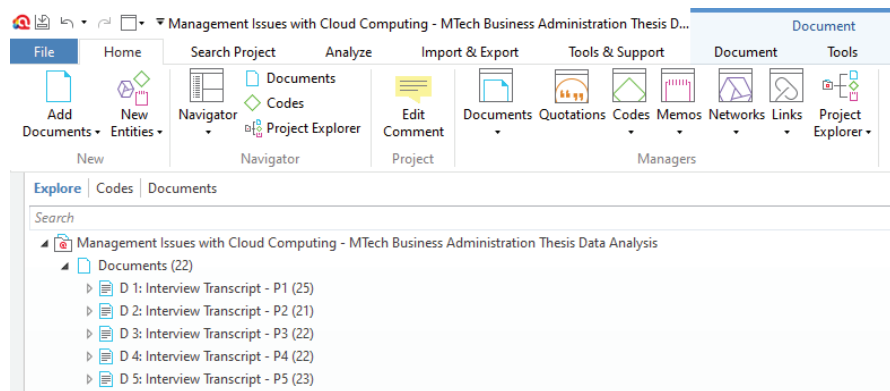 Management Issues with Cloud Computing - MTech Business Administration Thesis D...
Document
File Home Search Project Analyze Import & Export Tools & Support Document Tools
Add Documents
New Entities
Navigator
Documents
Codes
Project Explorer
Edit Comment
Documents Quotations Codes Memos Networks Links Project Explorer
New Navigator Project Managers
Explore Codes Documents
Search
Management Issues with Cloud Computing - MTech Business Administration Thesis Data Analysis
Documents (22)
D 1: Interview Transcript - P1 (25)
D 2: Interview Transcript - P2 (21)
D 3: Interview Transcript - P3 (22)
D 4: Interview Transcript - P4 (22)
D 5: Interview Transcript - P5 (23)